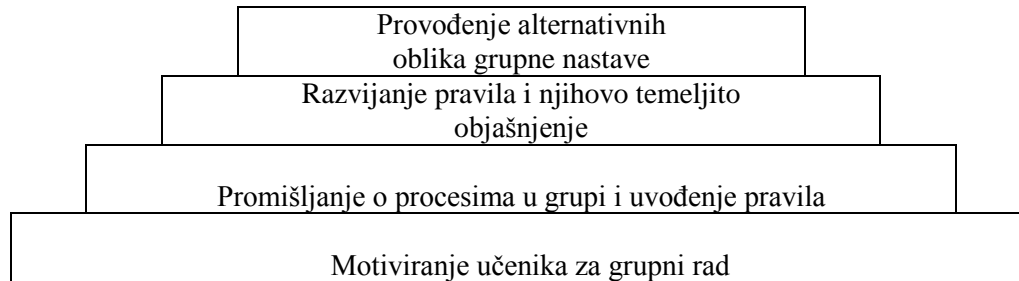 Provođenje alternativnih
oblika grupne nastave
Razvijanje pravila i njihovo temeljito
objašnjenje
Promišljanje o procesima u grupi i uvođenje pravila
Motiviranje učenika za grupni rad